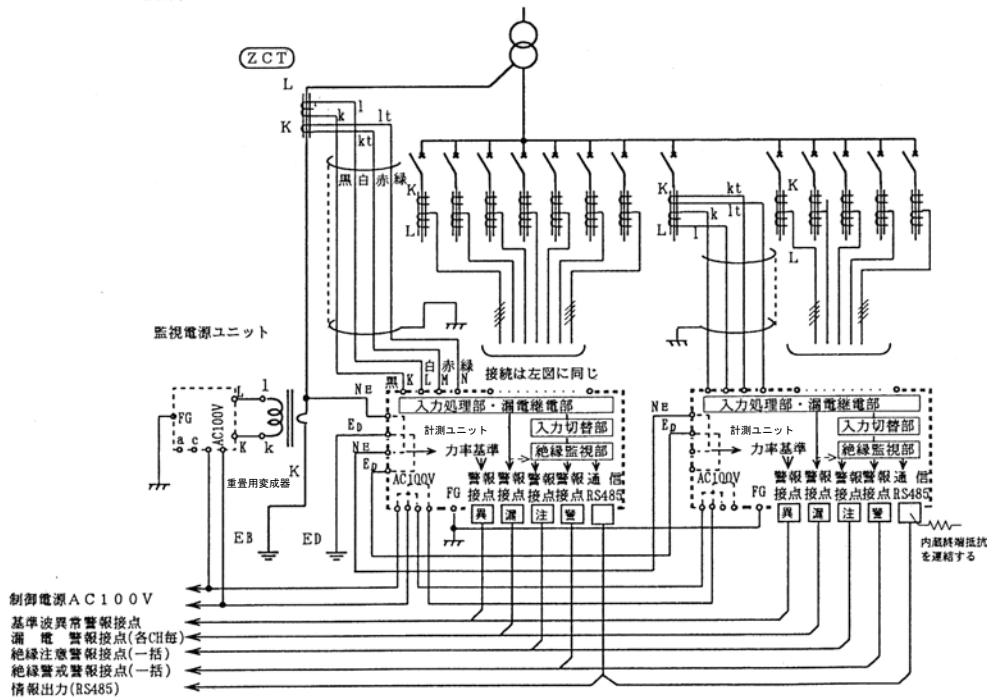 ZCT
L
l
k
lt
K
kt
黒白赤緑
K
L
K
kt
k
lt
L
l
K
L
監視電源ユニット
白赤緑
黒 K L M N
接続は左図に同じ
L l
FG
AC100V
a c
K k
重畳用変成器
K
EB
ED
NE
ED
NE
ED
入力処理部・漏電継電部
計測ユニット
入力切替部
力率基準
絶縁監視部
AC100V
警報接点
警報接点
警報接点
警報接点
通信RS485
FG
異
漏
注
警
NE
ED
入力処理部・漏電継電部
計測ユニット
入力切替部
力率基準
絶縁監視部
AC100V
警報接点
警報接点
警報接点
警報接点
通信RS485
FG
異
漏
注
警
内蔵終端抵抗
を連結する
制御電源AC100V
基準波異常警報接点
漏 電 警報接点(各CH毎)
絶縁注意警報接点(一括)
絶縁警戒警報接点(一括)
情報出力(RS485)